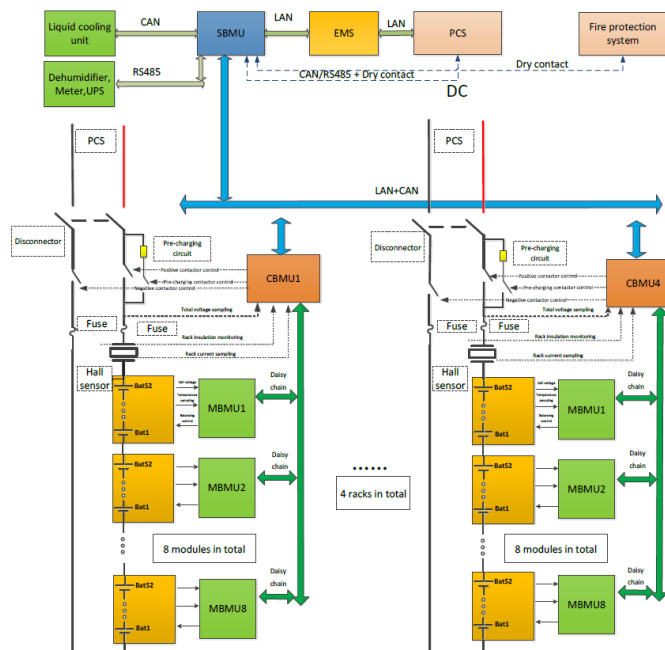 Liquid cooling
unit
CAN
SBMU
LAN
EMS
LAN
PCS
Fire protection
system
Dehumidifier,
Meter,UPS
RS485
CAN/RS485 + Dry contact
Dry contact
DC
PCS
PCS
LAN+CAN
Disconnector
Pre-charging
circuit
Positive contactor control
Pre-charging contactor control
Negative contactor control
CBMU1
Total voltage sampling
Fuse
Fuse
Rack insulation monitoring
Rack current sampling
Hall
sensor
Bat52
Bat1
Cell voltage
Temperature
sampling
Balancing
control
MBMU1
Daisy
chain
Bat52
Bat1
MBMU2
Daisy
chain
8 modules in total
Bat52
Bat1
MBMU8
Daisy
chain
......
4 racks in total
Disconnector
Pre-charging
circuit
Positive contactor control
Pre-charging contactor control
Negative contactor control
CBMU4
Total voltage sampling
Fuse
Fuse
Rack insulation monitoring
Rack current sampling
Hall
sensor
Bat52
Bat1
Cell voltage
Temperature
sampling
Balancing
control
MBMU1
Daisy
chain
Bat52
Bat1
MBMU2
Daisy
chain
8 modules in total
Bat52
Bat1
MBMU8
Daisy
chain